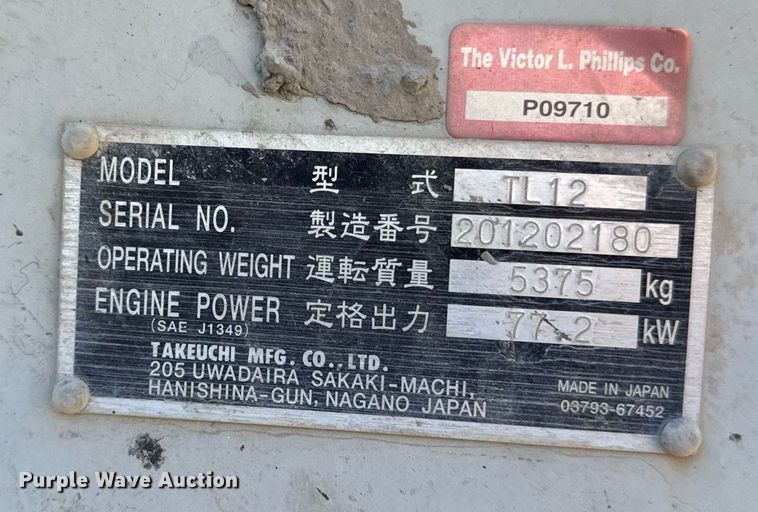 The Victor L. Phillips Co.
P09710
MODEL 型 式 TL12
SERIAL NO. 製造番号 201202180
OPERATING WEIGHT 運転質量 5375 kg
ENGINE POWER 定格出力 77.2 kW
(SAE J1349)
TAKEUCHI MFG. CO., LTD.
205 UWADAIRA SAKAKI-MACHI,
HANISHINA-GUN, NAGANO JAPAN
MADE IN JAPAN
03793-67452
Purple Wave Auction